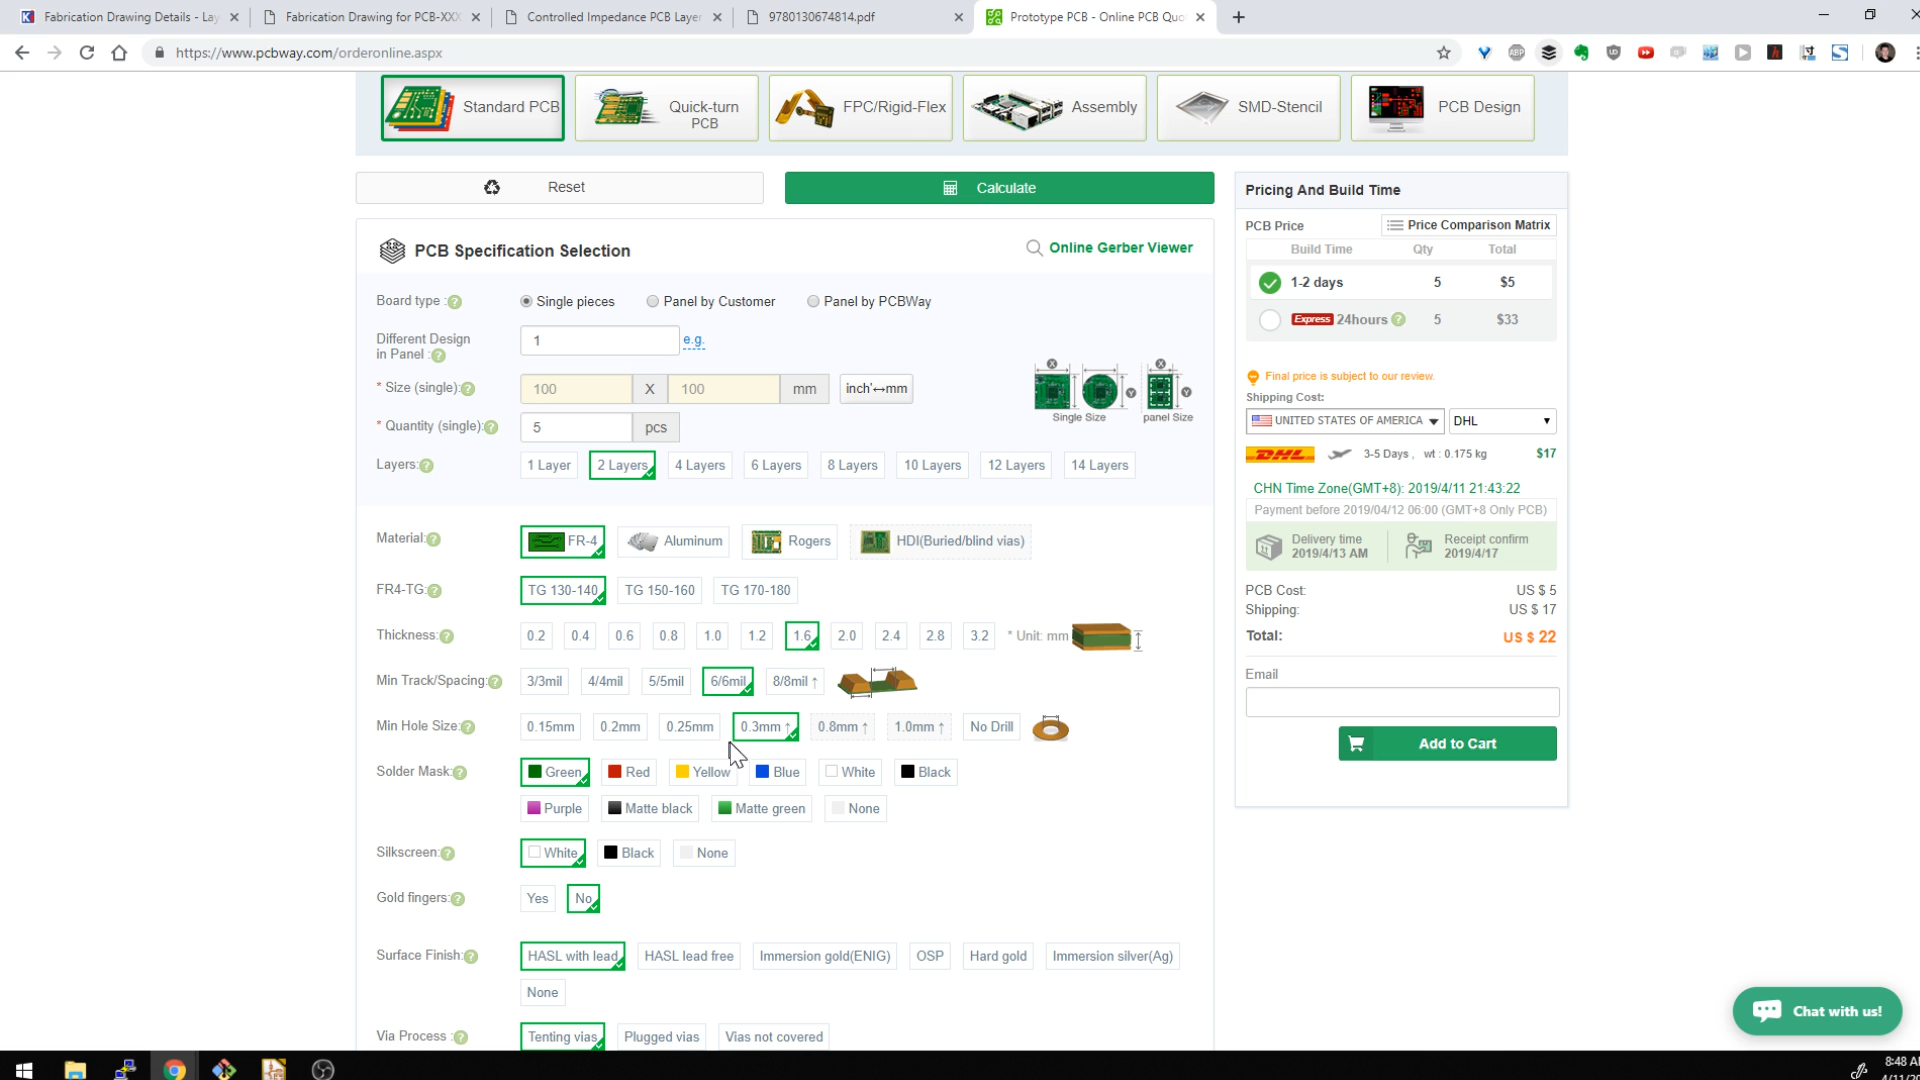 Fabrication Drawing Details - Lay
Fabrication Drawing for PCB-XXX
Controlled Impedance PCB Layer
9780130674814.pdf
Prototype PCB - Online PCB Quo
https://www.pcbway.com/orderonline.aspx
Standard PCB
Quick-turn
PCB
FPC/Rigid-Flex
Assembly
SMD-Stencil
PCB Design
Reset
Calculate
PCB Specification Selection
Online Gerber Viewer
Board type :
Single pieces
Panel by Customer
Panel by PCBWay
Different Design
in Panel :
1
e.g.
* Size (single):
100 X 100 mm
inch'↔mm
* Quantity (single):
5 pcs
Single Size
panel Size
Layers:
1 Layer 2 Layers 4 Layers 6 Layers 8 Layers 10 Layers 12 Layers 14 Layers
Material:
FR-4 Aluminum Rogers HDI(Buried/blind vias)
FR4-TG:
TG 130-140 TG 150-160 TG 170-180
Thickness:
0.2 0.4 0.6 0.8 1.0 1.2 1.6 2.0 2.4 2.8 3.2 * Unit: mm
Min Track/Spacing:
3/3mil 4/4mil 5/5mil 6/6mil 8/8mil ↑
Min Hole Size:
0.15mm 0.2mm 0.25mm 0.3mm ↑ 0.8mm ↑ 1.0mm ↑ No Drill
Solder Mask:
Green Red Yellow Blue White Black
Purple Matte black Matte green None
Silkscreen:
White Black None
Gold fingers:
Yes No
Surface Finish:
HASL with lead HASL lead free Immersion gold(ENIG) OSP Hard gold Immersion silver(Ag)
None
Via Process :
Tenting vias Plugged vias Vias not covered
Pricing And Build Time
PCB Price
Price Comparison Matrix
Build Time Qty Total
1-2 days 5 $5
Express 24hours 5 $33
Final price is subject to our review.
Shipping Cost:
UNITED STATES OF AMERICA DHL
DHL 3-5 Days , wt : 0.175 kg $17
CHN Time Zone(GMT+8): 2019/4/11 21:43:22
Payment before 2019/04/12 06:00 (GMT+8 Only PCB)
Delivery time
2019/4/13 AM
Receipt confirm
2019/4/17
PCB Cost: US $ 5
Shipping: US $ 17
Total: US $ 22
Email
Add to Cart
Chat with us!
8:48 AM